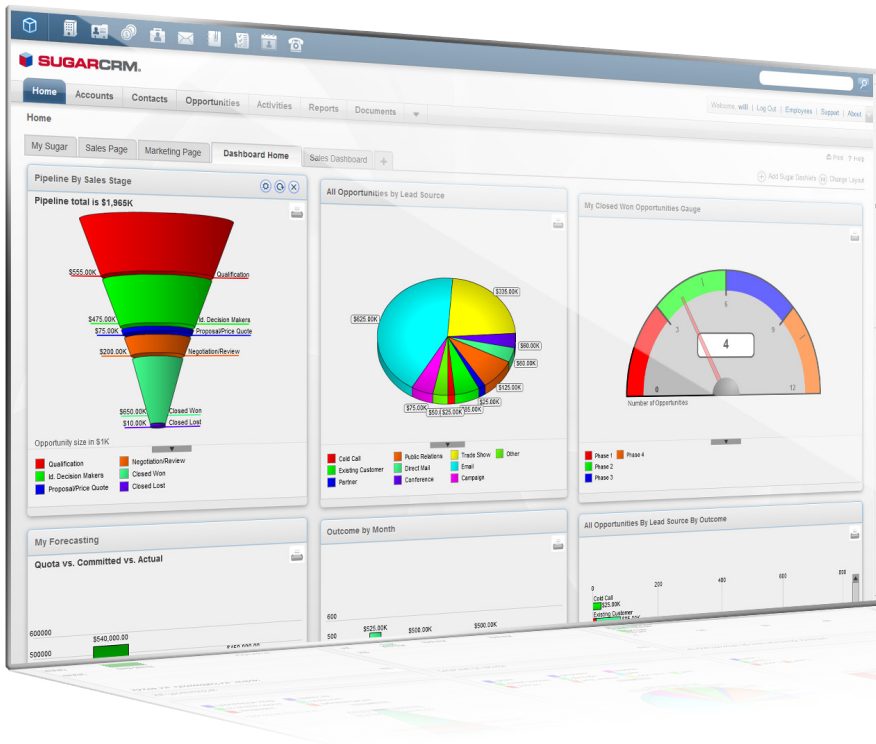 SUGARCRM.
Home Accounts Contacts Opportunities Activities Reports Documents
Welcome, will | Log Out | Employees | Support | About
Home
Print ? Help
My Sugar Sales Page Marketing Page Dashboard Home Sales Dashboard +
Add Sugar Dashlets Change Layout
Pipeline By Sales Stage
Pipeline total is $1,965K
$555.00K Qualification
$475.00K Id. Decision Makers
$75.00K Proposal/Price Quote
$200.00K Negotiation/Review
$650.00K Closed Won
$10.00K Closed Lost
Opportunity size in $1K
Qualification Negotiation/Review
Id. Decision Makers Closed Won
Proposal/Price Quote Closed Lost
All Opportunities by Lead Source
$335.00K
$825.00K
$60.00K
$60.00K
$125.00K
$25.00K
$75.00K $25.00K
Cold Call Public Relations Trade Show Other
Existing Customer Direct Mail Email
Partner Conference Campaign
My Closed Won Opportunities Gauge
0 3 6 9 12
4
Number of Opportunities
Phase 1 Phase 4
Phase 2
Phase 3
My Forecasting
Quota vs. Committed vs. Actual
600000
$540,000.00
500000
Outcome by Month
600
500 $525.00K $500.00K $500.00K
All Opportunities By Lead Source By Outcome
0 200 400 600 800
Cold Call
$25.00K
Existing Customer